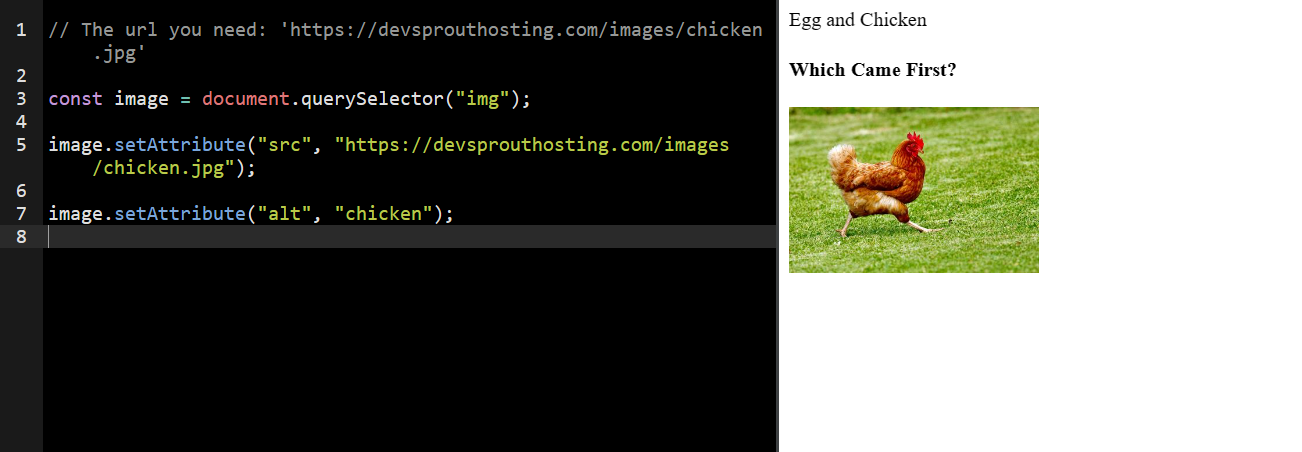 1 // The url you need: 'https://devsprouthosting.com/images/chicken
.jpg'
2
3 const image = document.querySelector("img");
4
5 image.setAttribute("src", "https://devsprouthosting.com/images
/chicken.jpg");
6
7 image.setAttribute("alt", "chicken");
8
Egg and Chicken
Which Came First?